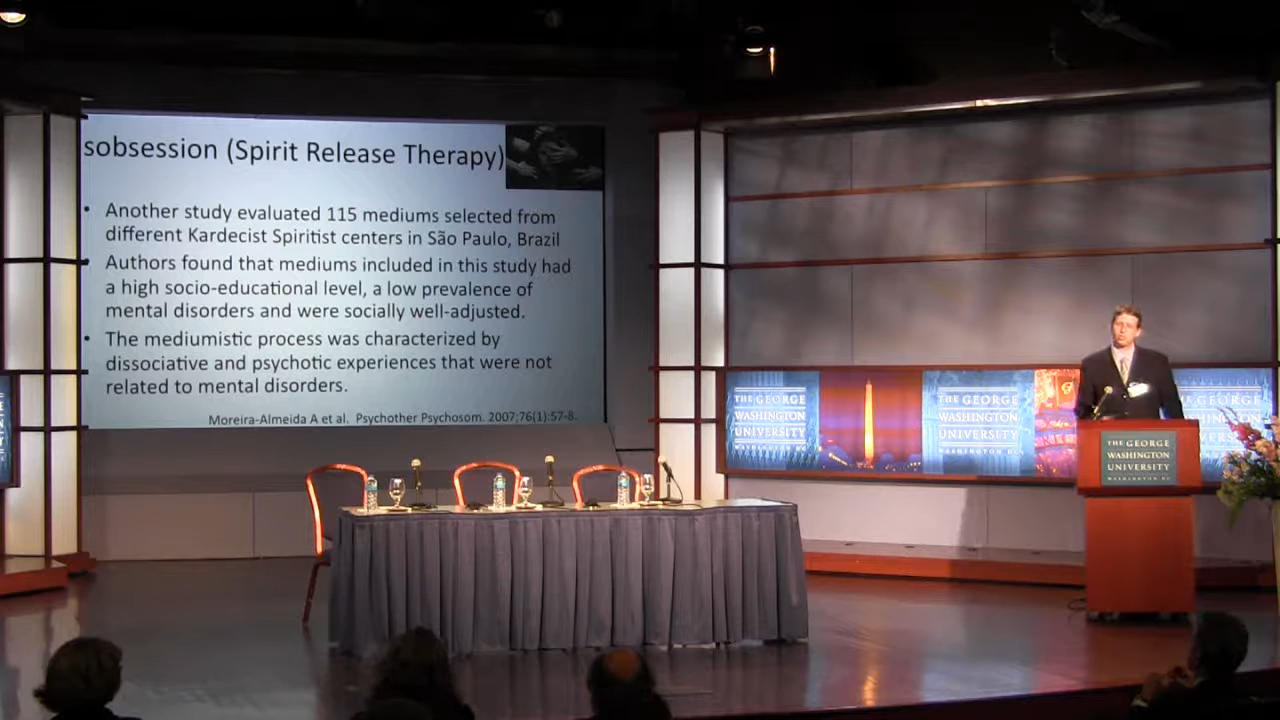 sobsession (Spirit Release Therapy)
• Another study evaluated 115 mediums selected from
different Kardecist Spiritist centers in São Paulo, Brazil
• Authors found that mediums included in this study had
a high socio-educational level, a low prevalence of
mental disorders and were socially well-adjusted.
• The mediumistic process was characterized by
dissociative and psychotic experiences that were not
related to mental disorders.
Moreira-Almeida A et al. Psychother Psychosom. 2007;76(1):57-8.
THE GEORGE
WASHINGTON
UNIVERSITY
WASHINGTON DC
THE GEORGE
WASHINGTON
UNIVERSITY
THE GEORGE
WASHINGTON
UNIVERSITY
WASHINGTON DC